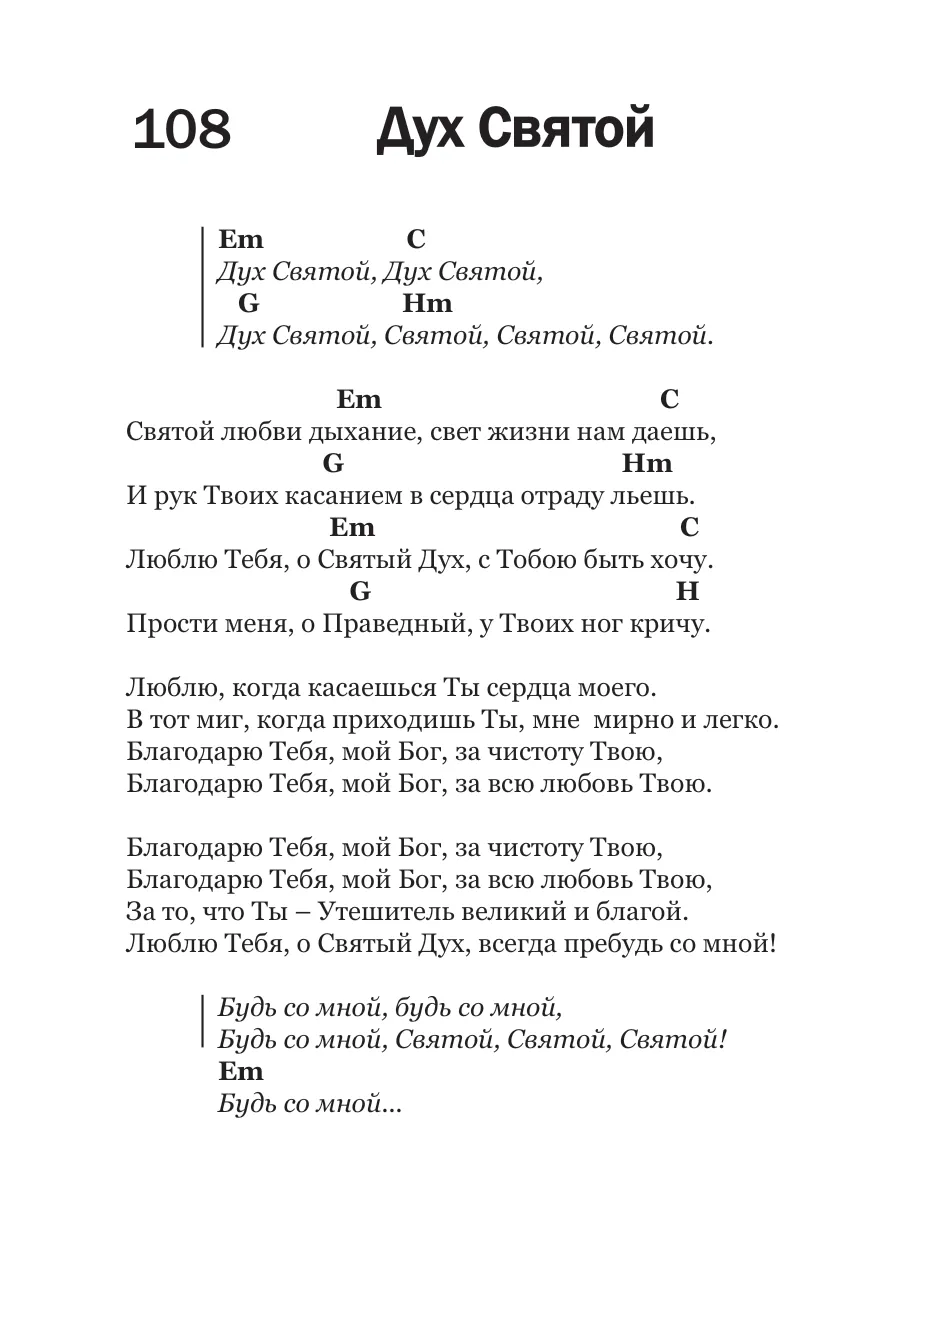 108 Дух Святой
Em C
Дух Святой, Дух Святой,
G Hm
Дух Святой, Святой, Святой, Святой.
Em C
Святой любви дыхание, свет жизни нам даешь,
G Hm
И рук Твоих касанием в сердца отраду льешь.
Em C
Люблю Тебя, о Святый Дух, с Тобою быть хочу.
G H
Прости меня, о Праведный, у Твоих ног кричу.
Люблю, когда касаешься Ты сердца моего.
В тот миг, когда приходишь Ты, мне  мирно и легко.
Благодарю Тебя, мой Бог, за чистоту Твою,
Благодарю Тебя, мой Бог, за всю любовь Твою.
Благодарю Тебя, мой Бог, за чистоту Твою,
Благодарю Тебя, мой Бог, за всю любовь Твою,
За то, что Ты – Утешитель великий и благой.
Люблю Тебя, о Святый Дух, всегда пребудь со мной!
Будь со мной, будь со мной,
Будь со мной, Святой, Святой, Святой!
Em
Будь со мной...